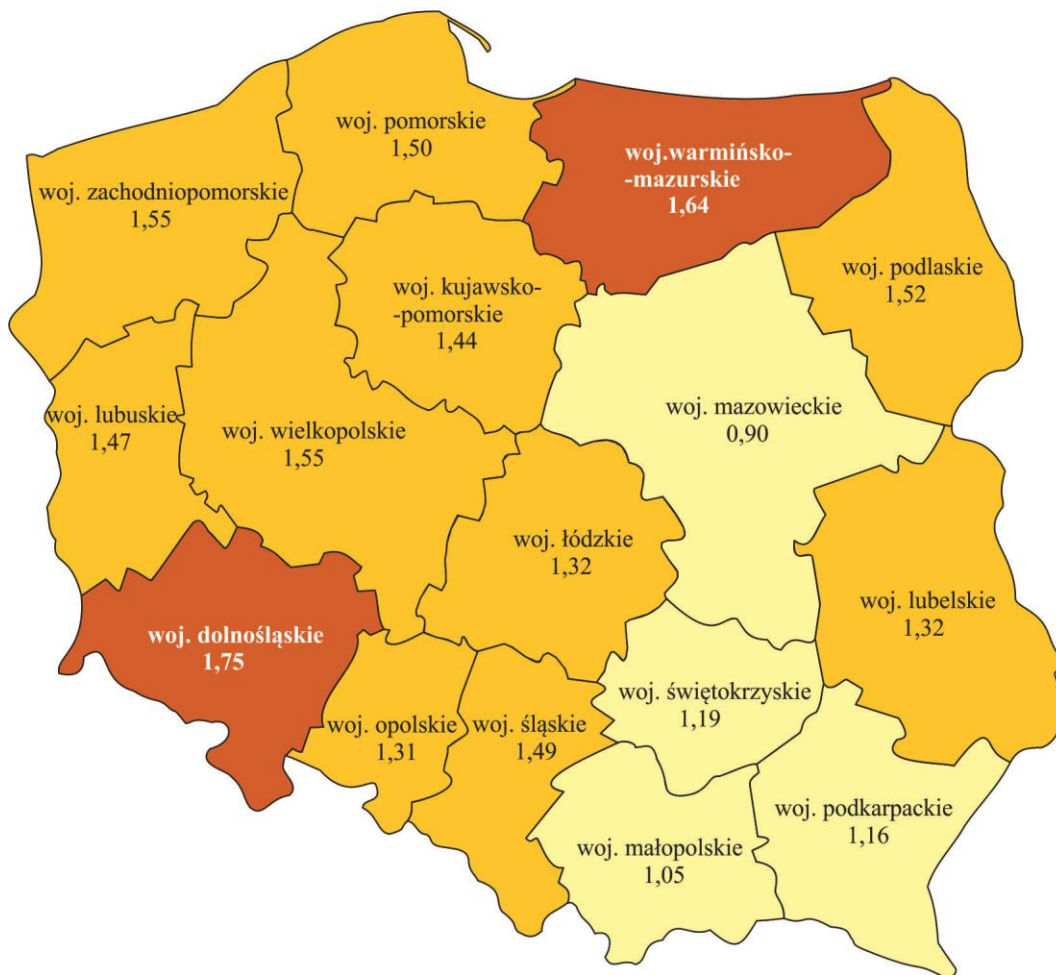 woj. pomorskie
1,50
woj.warmińsko-
-mazurskie
1,64
woj. zachodniopomorskie
1,55
woj. podlaskie
1,52
woj. kujawsko-
-pomorskie
1,44
woj. lubuskie
1,47
woj. wielkopolskie
1,55
woj. mazowieckie
0,90
woj. łódzkie
1,32
woj. lubelskie
1,32
woj. dolnośląskie
1,75
woj. opolskie
1,31
woj. śląskie
1,49
woj. świętokrzyskie
1,19
woj. podkarpackie
1,16
woj. małopolskie
1,05